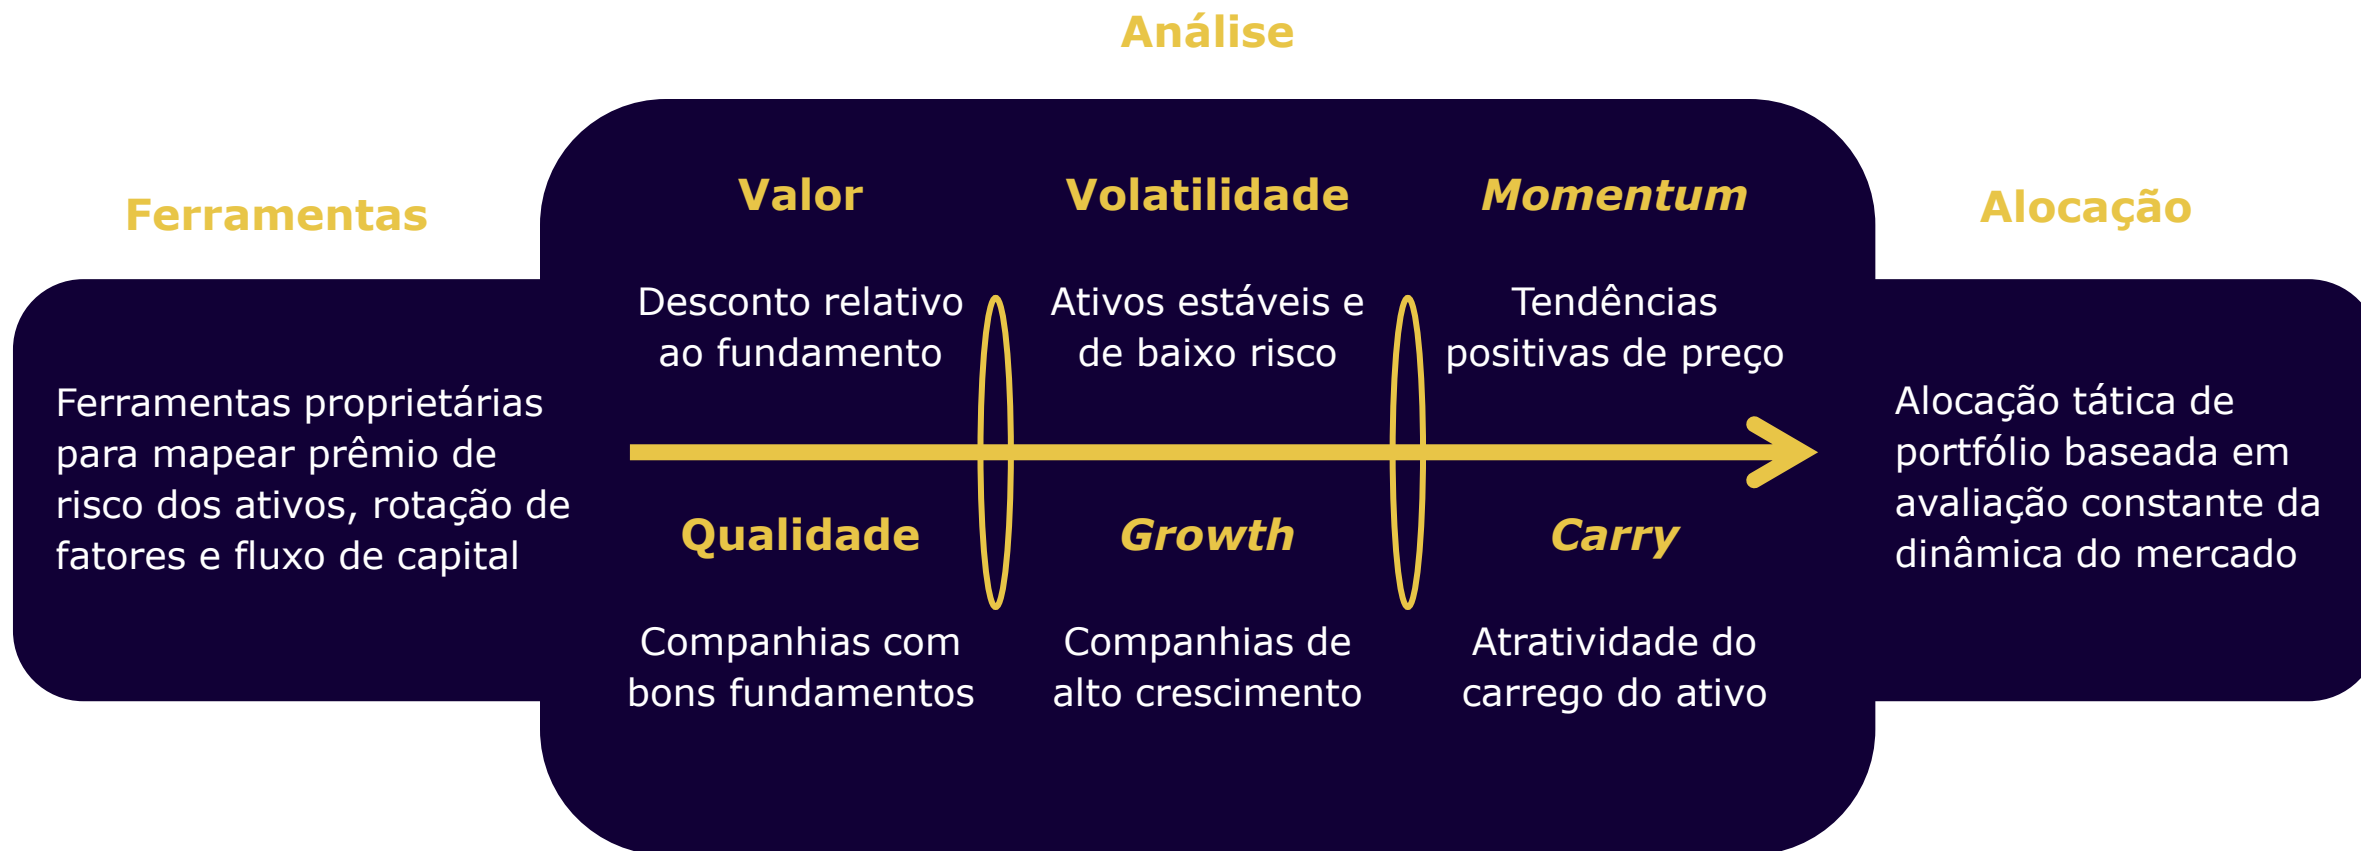 Análise
Ferramentas
Ferramentas proprietárias
para mapear prêmio de
risco dos ativos, rotação de
fatores e fluxo de capital
Valor
Desconto relativo
ao fundamento
Volatilidade
Ativos estáveis e
de baixo risco
Momentum
Tendências
positivas de preço
Qualidade
Companhias com
bons fundamentos
Growth
Companhias de
alto crescimento
Carry
Atratividade do
carrego do ativo
Alocação
Alocação tática de
portfólio baseada em
avaliação constante da
dinâmica do mercado